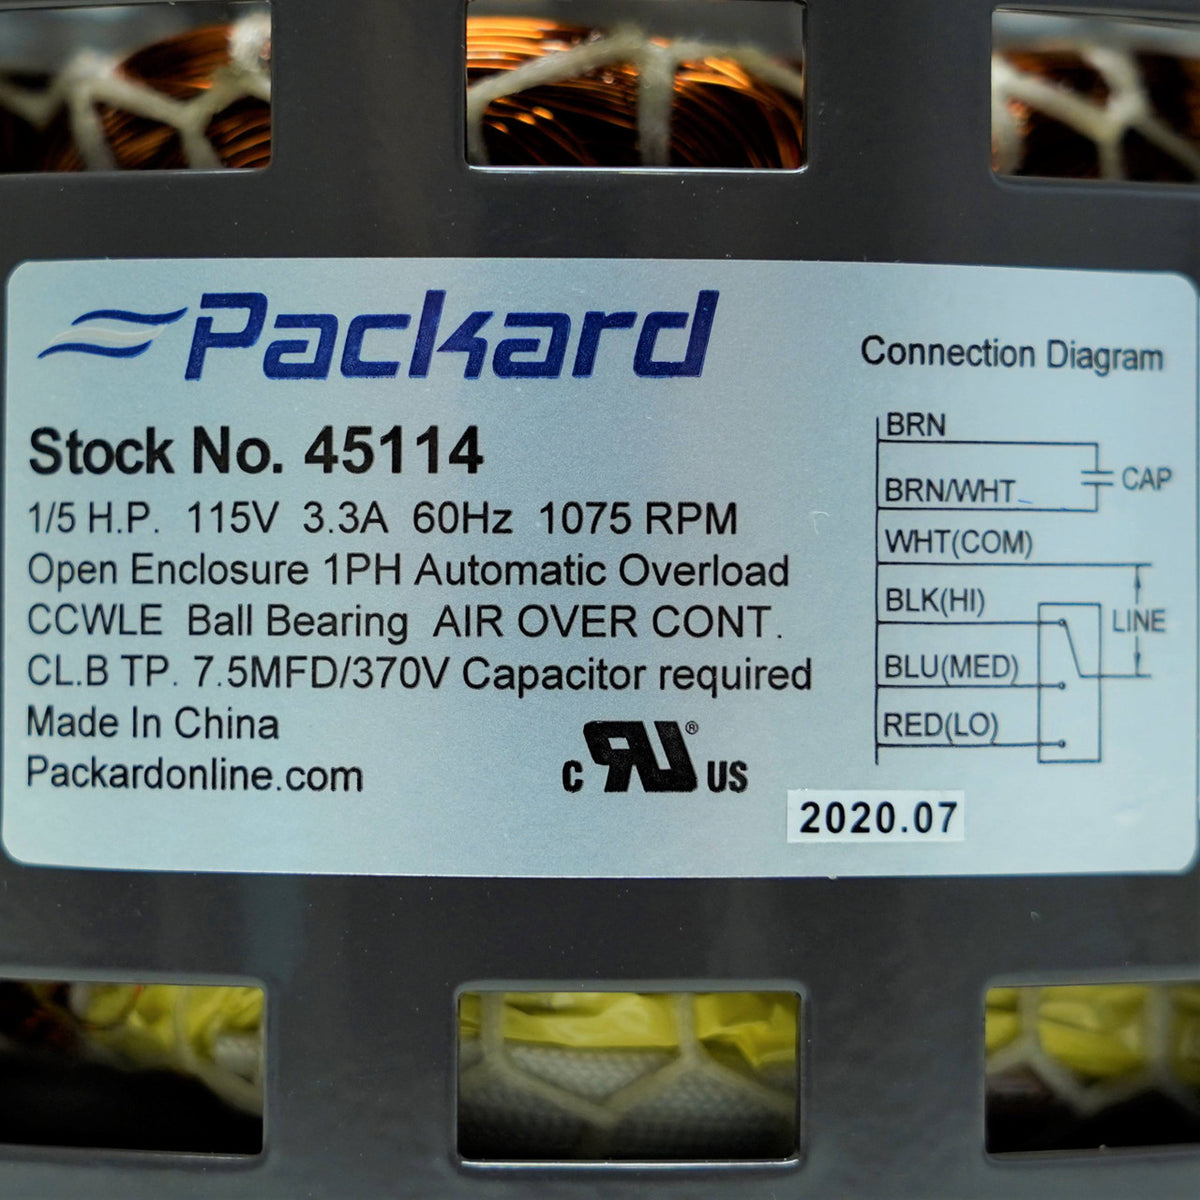 Packard
Stock No. 45114
1/5 H.P. 115V 3.3A 60Hz 1075 RPM
Open Enclosure 1PH Automatic Overload
CCWLE Ball Bearing AIR OVER CONT.
CL.B TP. 7.5MFD/370V Capacitor required
Made In China
Packardonline.com
c RU® US
Connection Diagram
BRN
BRN/WHT
CAP
WHT(COM)
BLK(HI)
LINE
BLU(MED)
RED(LO)
2020.07